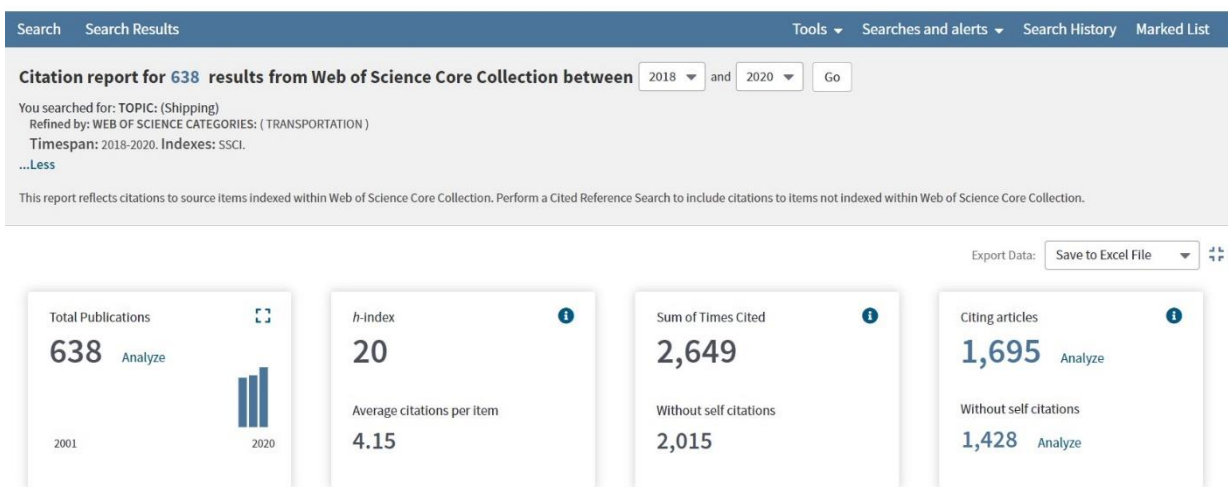 Search Search Results Tools Searches and alerts Search History Marked List
Citation report for 638 results from Web of Science Core Collection between 2018 and 2020 Go
You searched for: TOPIC: (Shipping)
Refined by: WEB OF SCIENCE CATEGORIES: ( TRANSPORTATION )
Timespan: 2018-2020. Indexes: SSCI.
...Less
This report reflects citations to source items indexed within Web of Science Core Collection. Perform a Cited Reference Search to include citations to items not indexed within Web of Science Core Collection.
Export Data: Save to Excel File
Total Publications
638 Analyze
2001 2020
h-index
20
Average citations per item
4.15
Sum of Times Cited
2,649
Without self citations
2,015
Citing articles
1,695 Analyze
Without self citations
1,428 Analyze